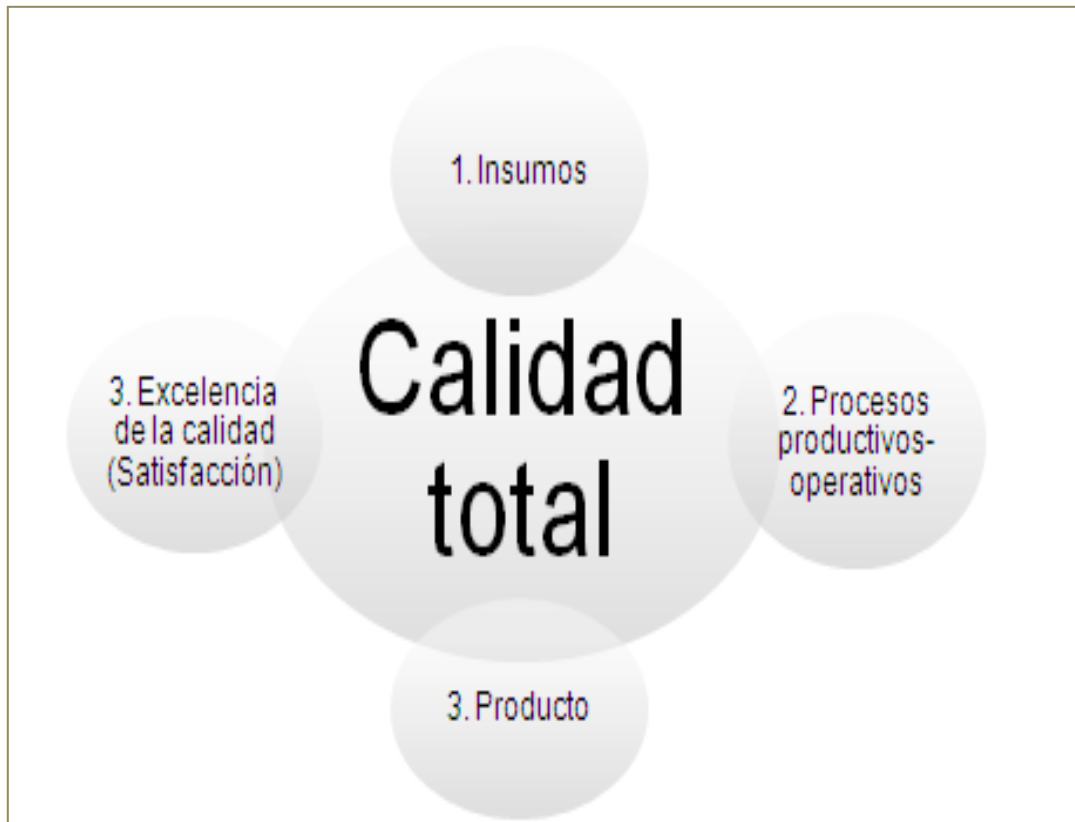 1. Insumos
Calidad
total
2. Procesos
productivos-
operativos
3. Producto
3. Excelencia
de la calidad
(Satisfacción)